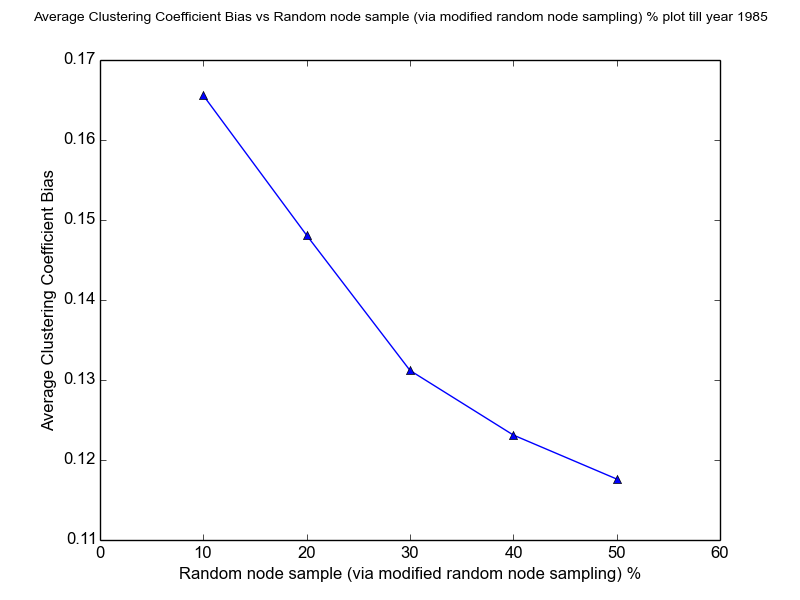 Average Clustering Coefficient Bias vs Random node sample (via modified random node sampling) % plot till year 1985
0.17
0.16
0.15
0.14
0.13
0.12
0.11
Average Clustering Coefficient Bias
0 10 20 30 40 50 60
Random node sample (via modified random node sampling) %